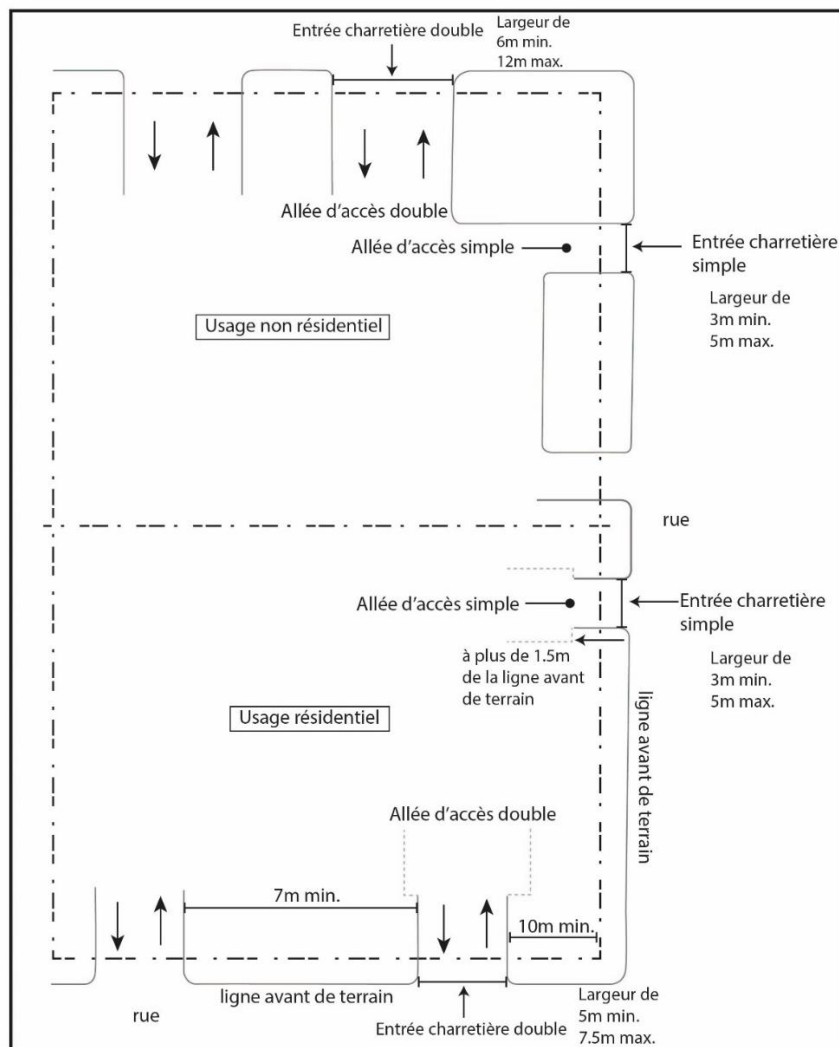 Entrée charretière double
Largeur de
6m min.
12m max.
Allée d'accès double
Allée d'accès simple
Entrée charretière
simple
Largeur de
3m min.
5m max.
Usage non résidentiel
rue
Allée d'accès simple
Entrée charretière
simple
à plus de 1.5m
de la ligne avant
de terrain
Largeur de
3m min.
5m max.
ligne avant de terrain
Usage résidentiel
Allée d'accès double
7m min.
10m min.
ligne avant de terrain
rue
Entrée charretière double
Largeur de
5m min.
7.5m max.